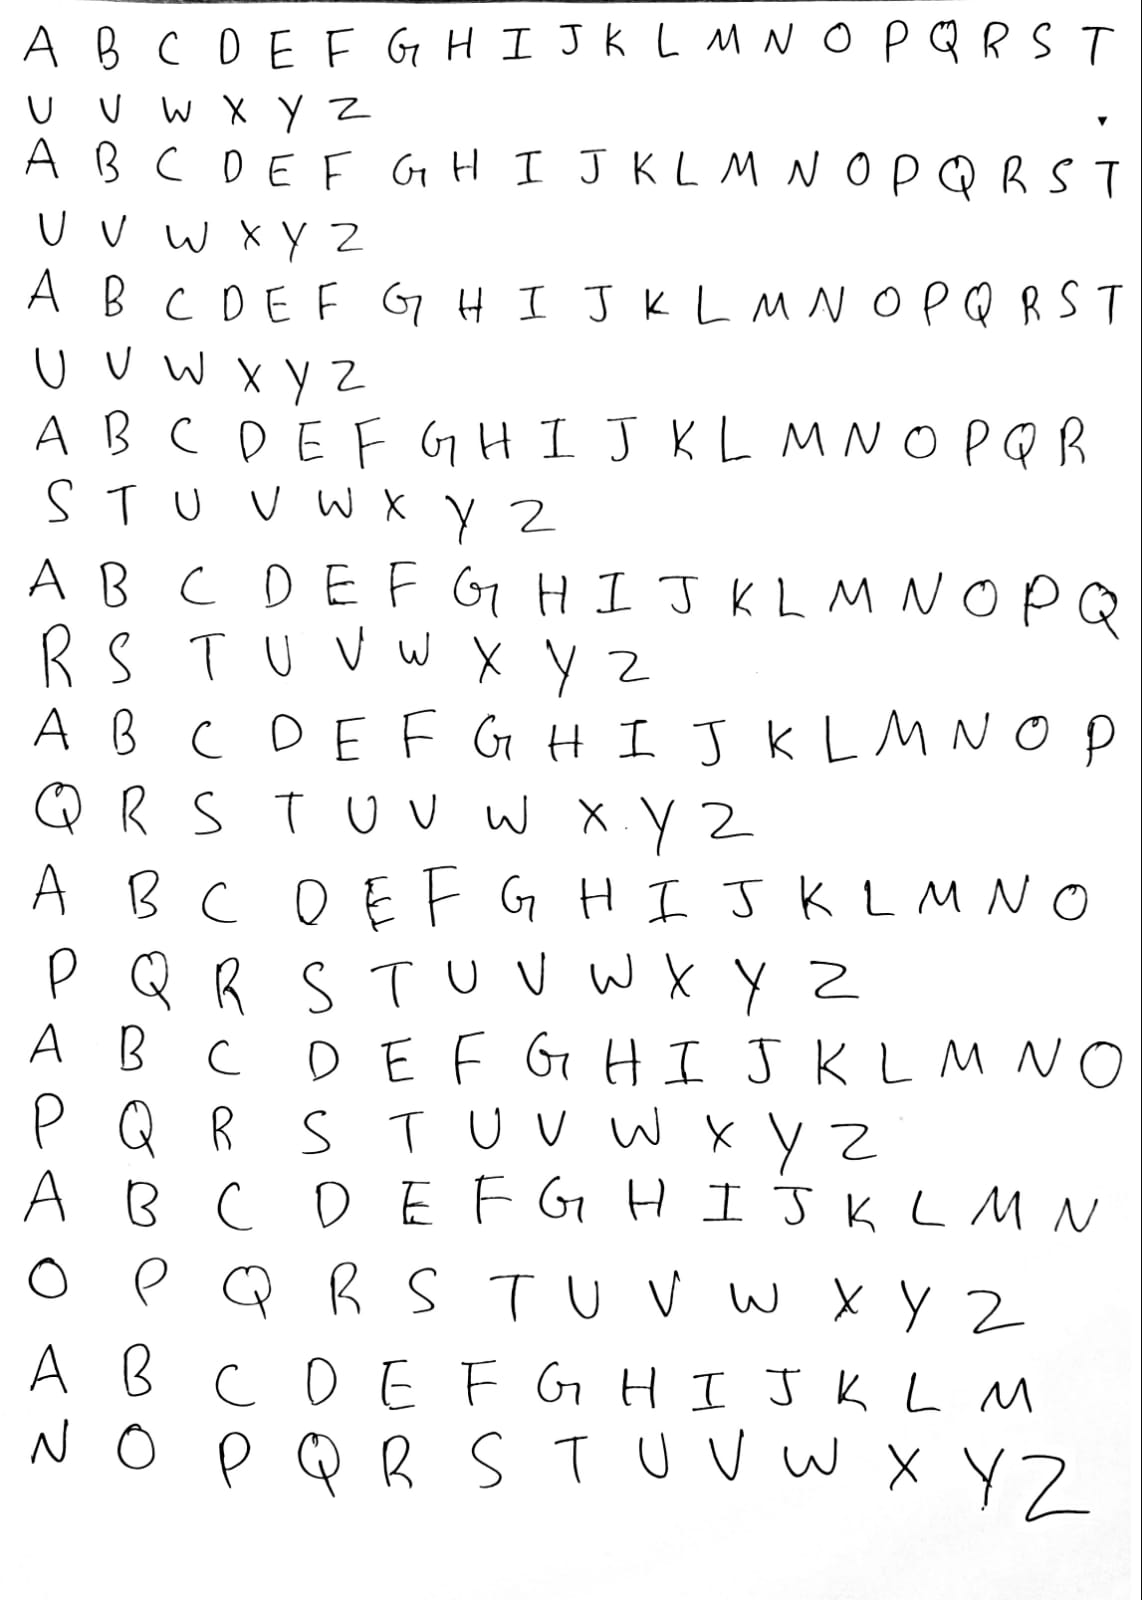 A B C D E F G H I J K L M N O P Q R S T
U V W X Y Z
A B C D E F G H I J K L M N O P Q R S T
U V W X Y Z
A B C D E F G H I J K L M N O P Q R S T
U V W X Y Z
A B C D E F G H I J K L M N O P Q R
S T U V W X Y Z
A B C D E F G H I J K L M N O P Q
R S T U V W X Y Z
A B C D E F G H I J K L M N O P
Q R S T U V W X Y Z
A B C D E F G H I J K L M N O
P Q R S T U V W X Y Z
A B C D E F G H I J K L M N O
P Q R S T U V W X Y Z
A B C D E F G H I J K L M N
O P Q R S T U V W X Y Z
A B C D E F G H I J K L M
N O P Q R S T U V W X Y Z